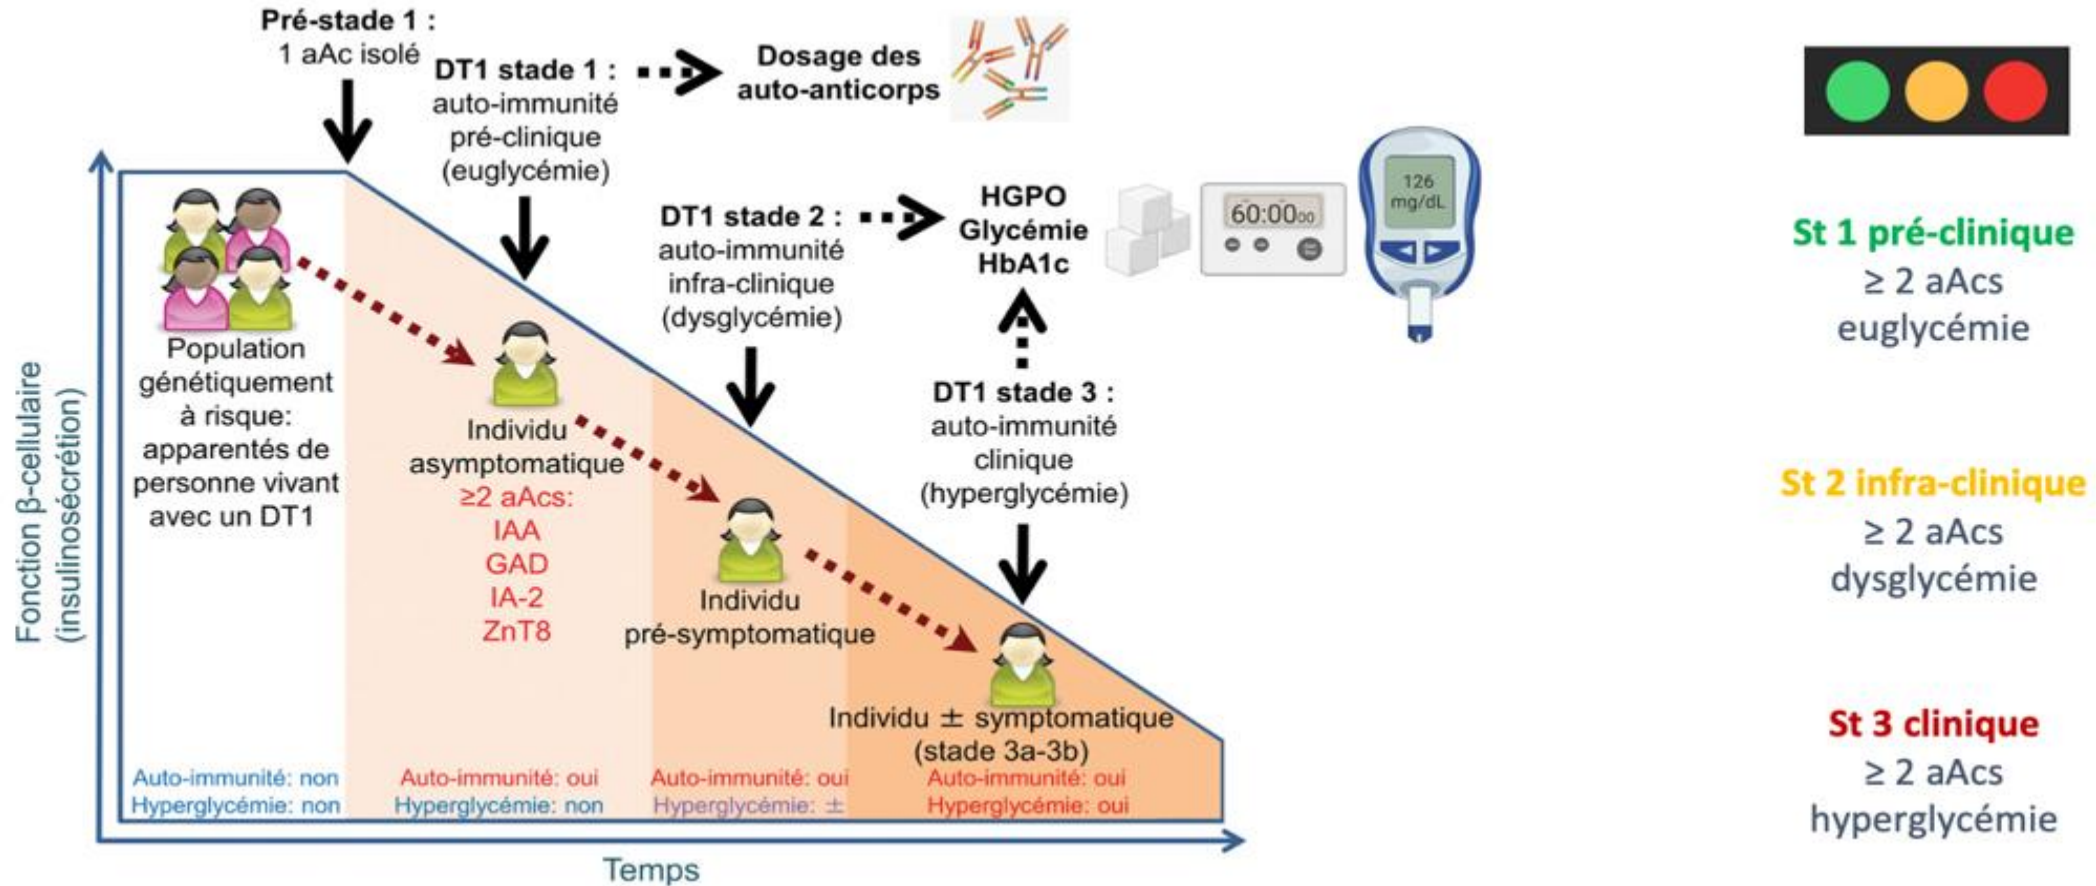 Pré-stade 1 :
1 aAc isolé
DT1 stade 1 :
auto-immunité
pré-clinique
(euglycémie)
Dosage des
auto-anticorps
DT1 stade 2 :
auto-immunité
infra-clinique
(dysglycémie)
HGPO
Glycémie
HbA1c
60:0000
126
mg/dL
DT1 stade 3 :
auto-immunité
clinique
(hyperglycémie)
Fonction β-cellulaire
(insulinosécrétion)
Population
génétiquement
à risque:
apparentés de
personne vivant
avec un DT1
Individu
asymptomatique
≥2 aAcs:
IAA
GAD
IA-2
ZnT8
Individu
pré-symptomatique
Individu ± symptomatique
(stade 3a-3b)
Auto-immunité: non
Hyperglycémie: non
Auto-immunité: oui
Hyperglycémie: non
Auto-immunité: oui
Hyperglycémie: ±
Auto-immunité: oui
Hyperglycémie: oui
Temps
St 1 pré-clinique
≥ 2 aAcs
euglycémie
St 2 infra-clinique
≥ 2 aAcs
dysglycémie
St 3 clinique
≥ 2 aAcs
hyperglycémie